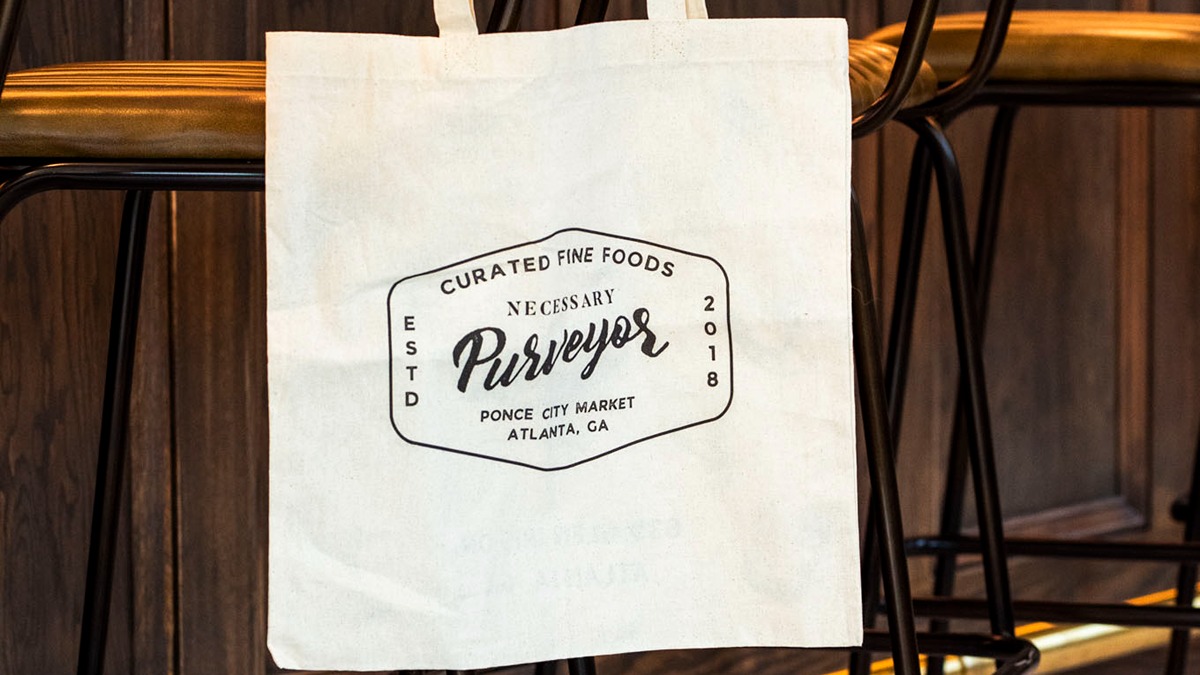 CURATED FINE FOODS
NECESSARY
Purveyor
ESTD
2018
PONCE CITY MARKET
ATLANTA, GA